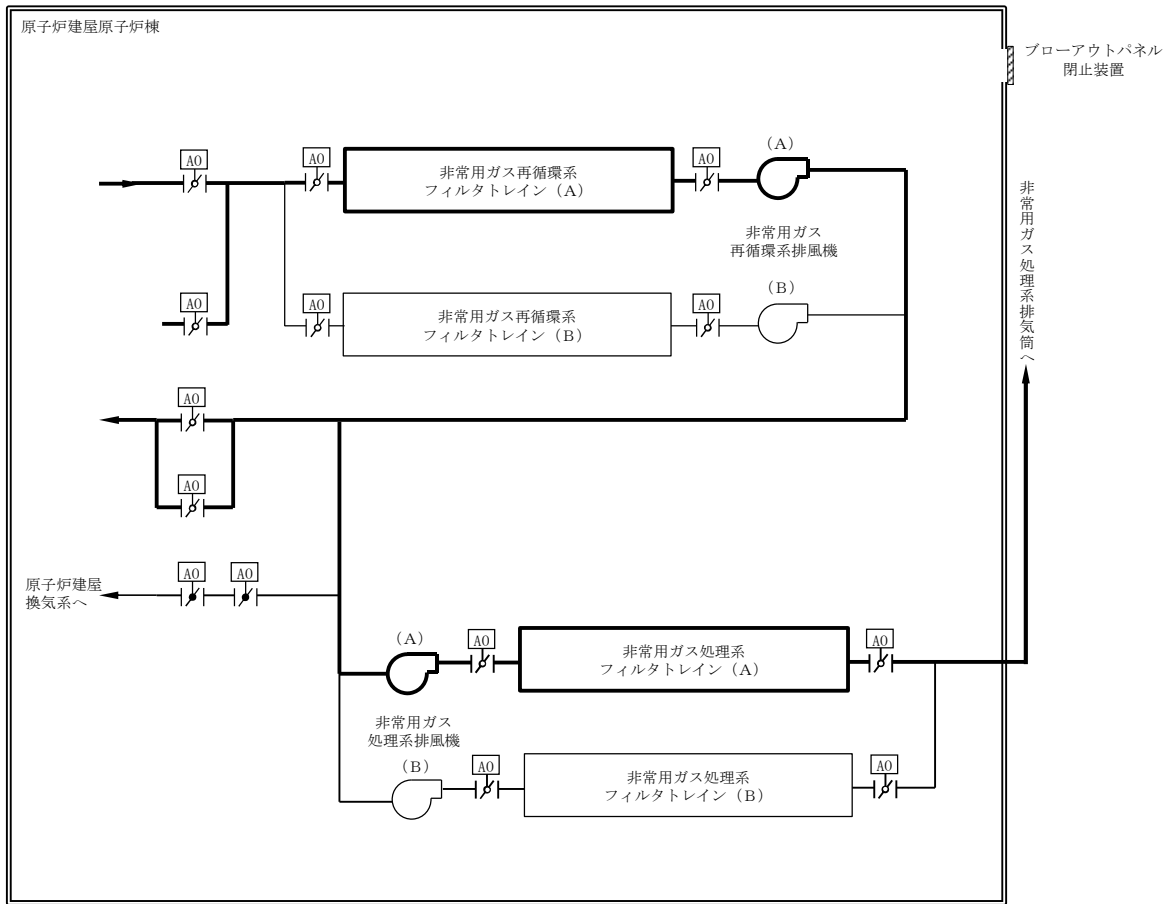 原子炉建屋原子炉棟
ブローアウトパネル
閉止装置
AO
AO
非常用ガス再循環系
フィルタトレイン(A)
AO
(A)
非常用ガス
再循環系排風機
AO
AO
非常用ガス再循環系
フィルタトレイン(B)
AO
(B)
非常用ガス処理系排気筒へ
AO
AO
原子炉建屋
換気系へ
AO
AO
(A)
AO
非常用ガス処理系
フィルタトレイン(A)
AO
非常用ガス
処理系排風機
(B)
AO
非常用ガス処理系
フィルタトレイン(B)
AO